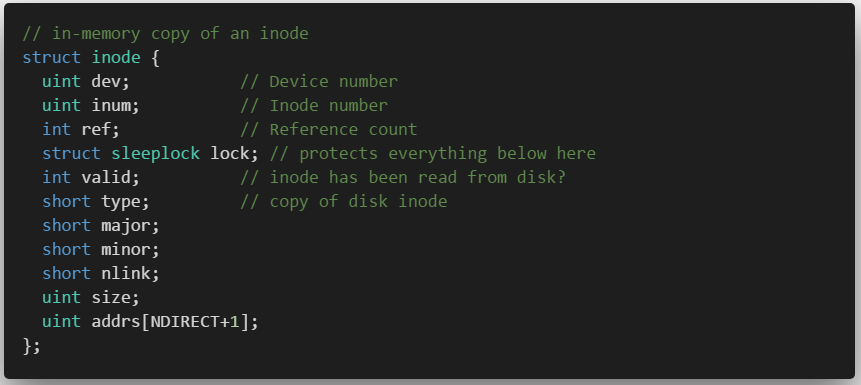 // in-memory copy of an inode
struct inode {
  uint dev;           // Device number
  uint inum;          // Inode number
  int ref;            // Reference count
  struct sleeplock lock; // protects everything below here
  int valid;          // inode has been read from disk?
  short type;         // copy of disk inode
  short major;
  short minor;
  short nlink;
  uint size;
  uint addrs[NDIRECT+1];
};